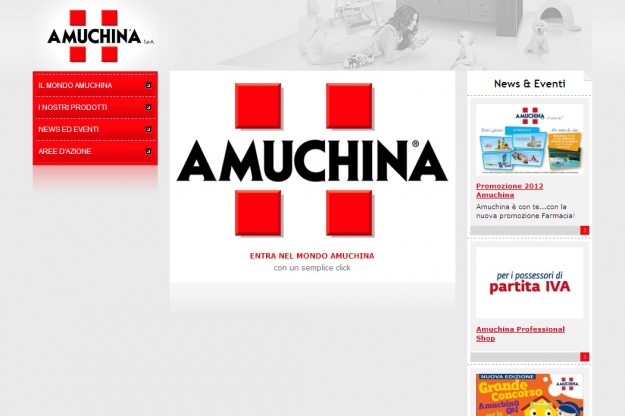 AMUCHINA S.p.A.
IL MONDO AMUCHINA
I NOSTRI PRODOTTI
NEWS ED EVENTI
AREE D'AZIONE
AMUCHINA®
ENTRA NEL MONDO AMUCHINA
con un semplice click
News & Eventi
AMUCHINA
Promozione 2012
Amuchina
Amuchina è con te...con la
nuova promozione Farmacia!
per i possessori di
partita IVA
Amuchina Professional
Shop
NUOVA EDIZIONE
AMUCHINA
Grande
Concorso
Amuchina